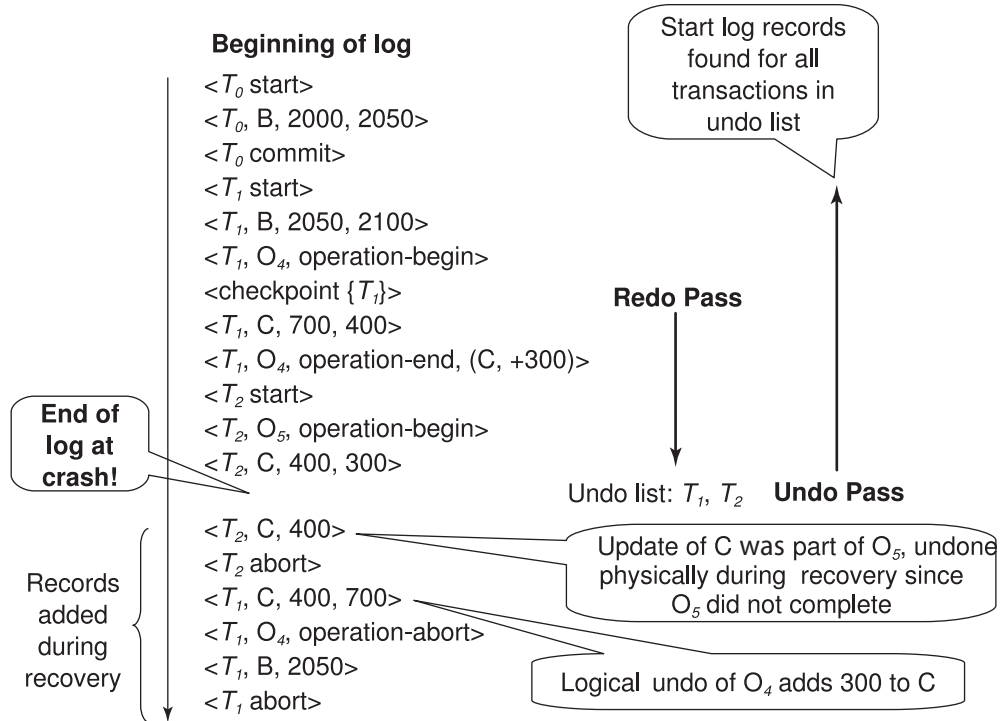 Beginning of log
<T0 start>
<T0, B, 2000, 2050>
<T0 commit>
<T1 start>
<T1, B, 2050, 2100>
<T1, O4, operation-begin>
<checkpoint {T1}>
<T1, C, 700, 400>
<T1, O4, operation-end, (C, +300)>
<T2 start>
<T2, O5, operation-begin>
<T2, C, 400, 300>
End of
log at
crash!
<T2, C, 400>
<T2 abort>
<T1, C, 400, 700>
<T1, O4, operation-abort>
<T1, B, 2050>
<T1 abort>
Records
added
during
recovery
Start log records
found for all
transactions in
undo list
Redo Pass
Undo list: T1, T2
Undo Pass
Update of C was part of O5, undone
physically during recovery since
O5 did not complete
Logical undo of O4 adds 300 to C